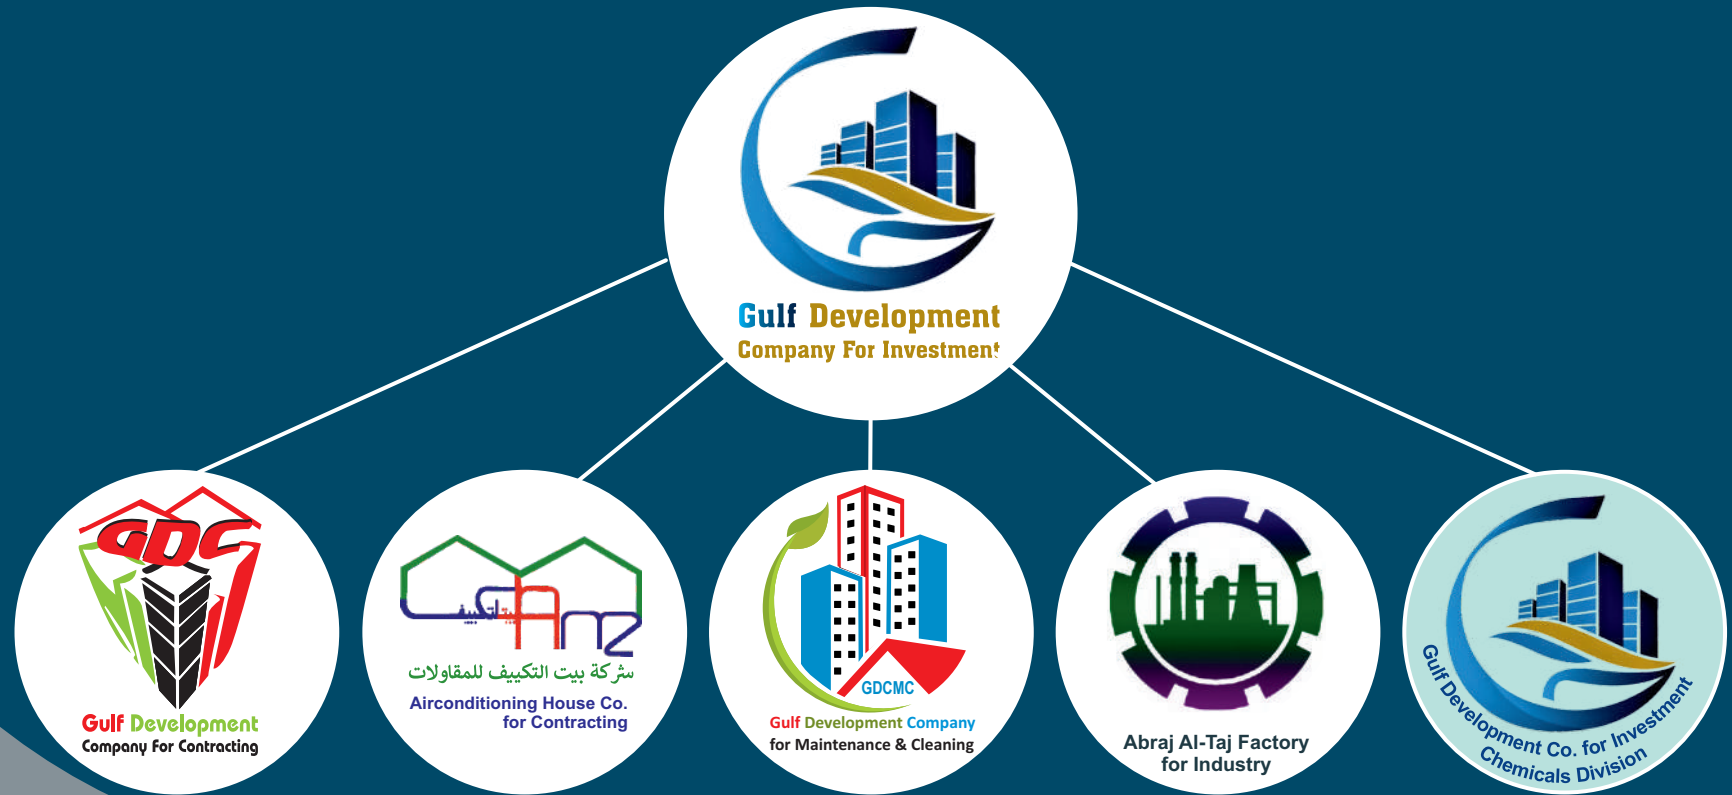 Gulf Development
Company For Investment
GDC
Gulf Development
Company For Contracting
بيت التكييف
شركة بيت التكييف للمقاولات
Airconditioning House Co.
for Contracting
GDCMC
Gulf Development Company
for Maintenance & Cleaning
Abraj Al-Taj Factory
for Industry
Gulf Development Co. for Investment
Chemicals Division